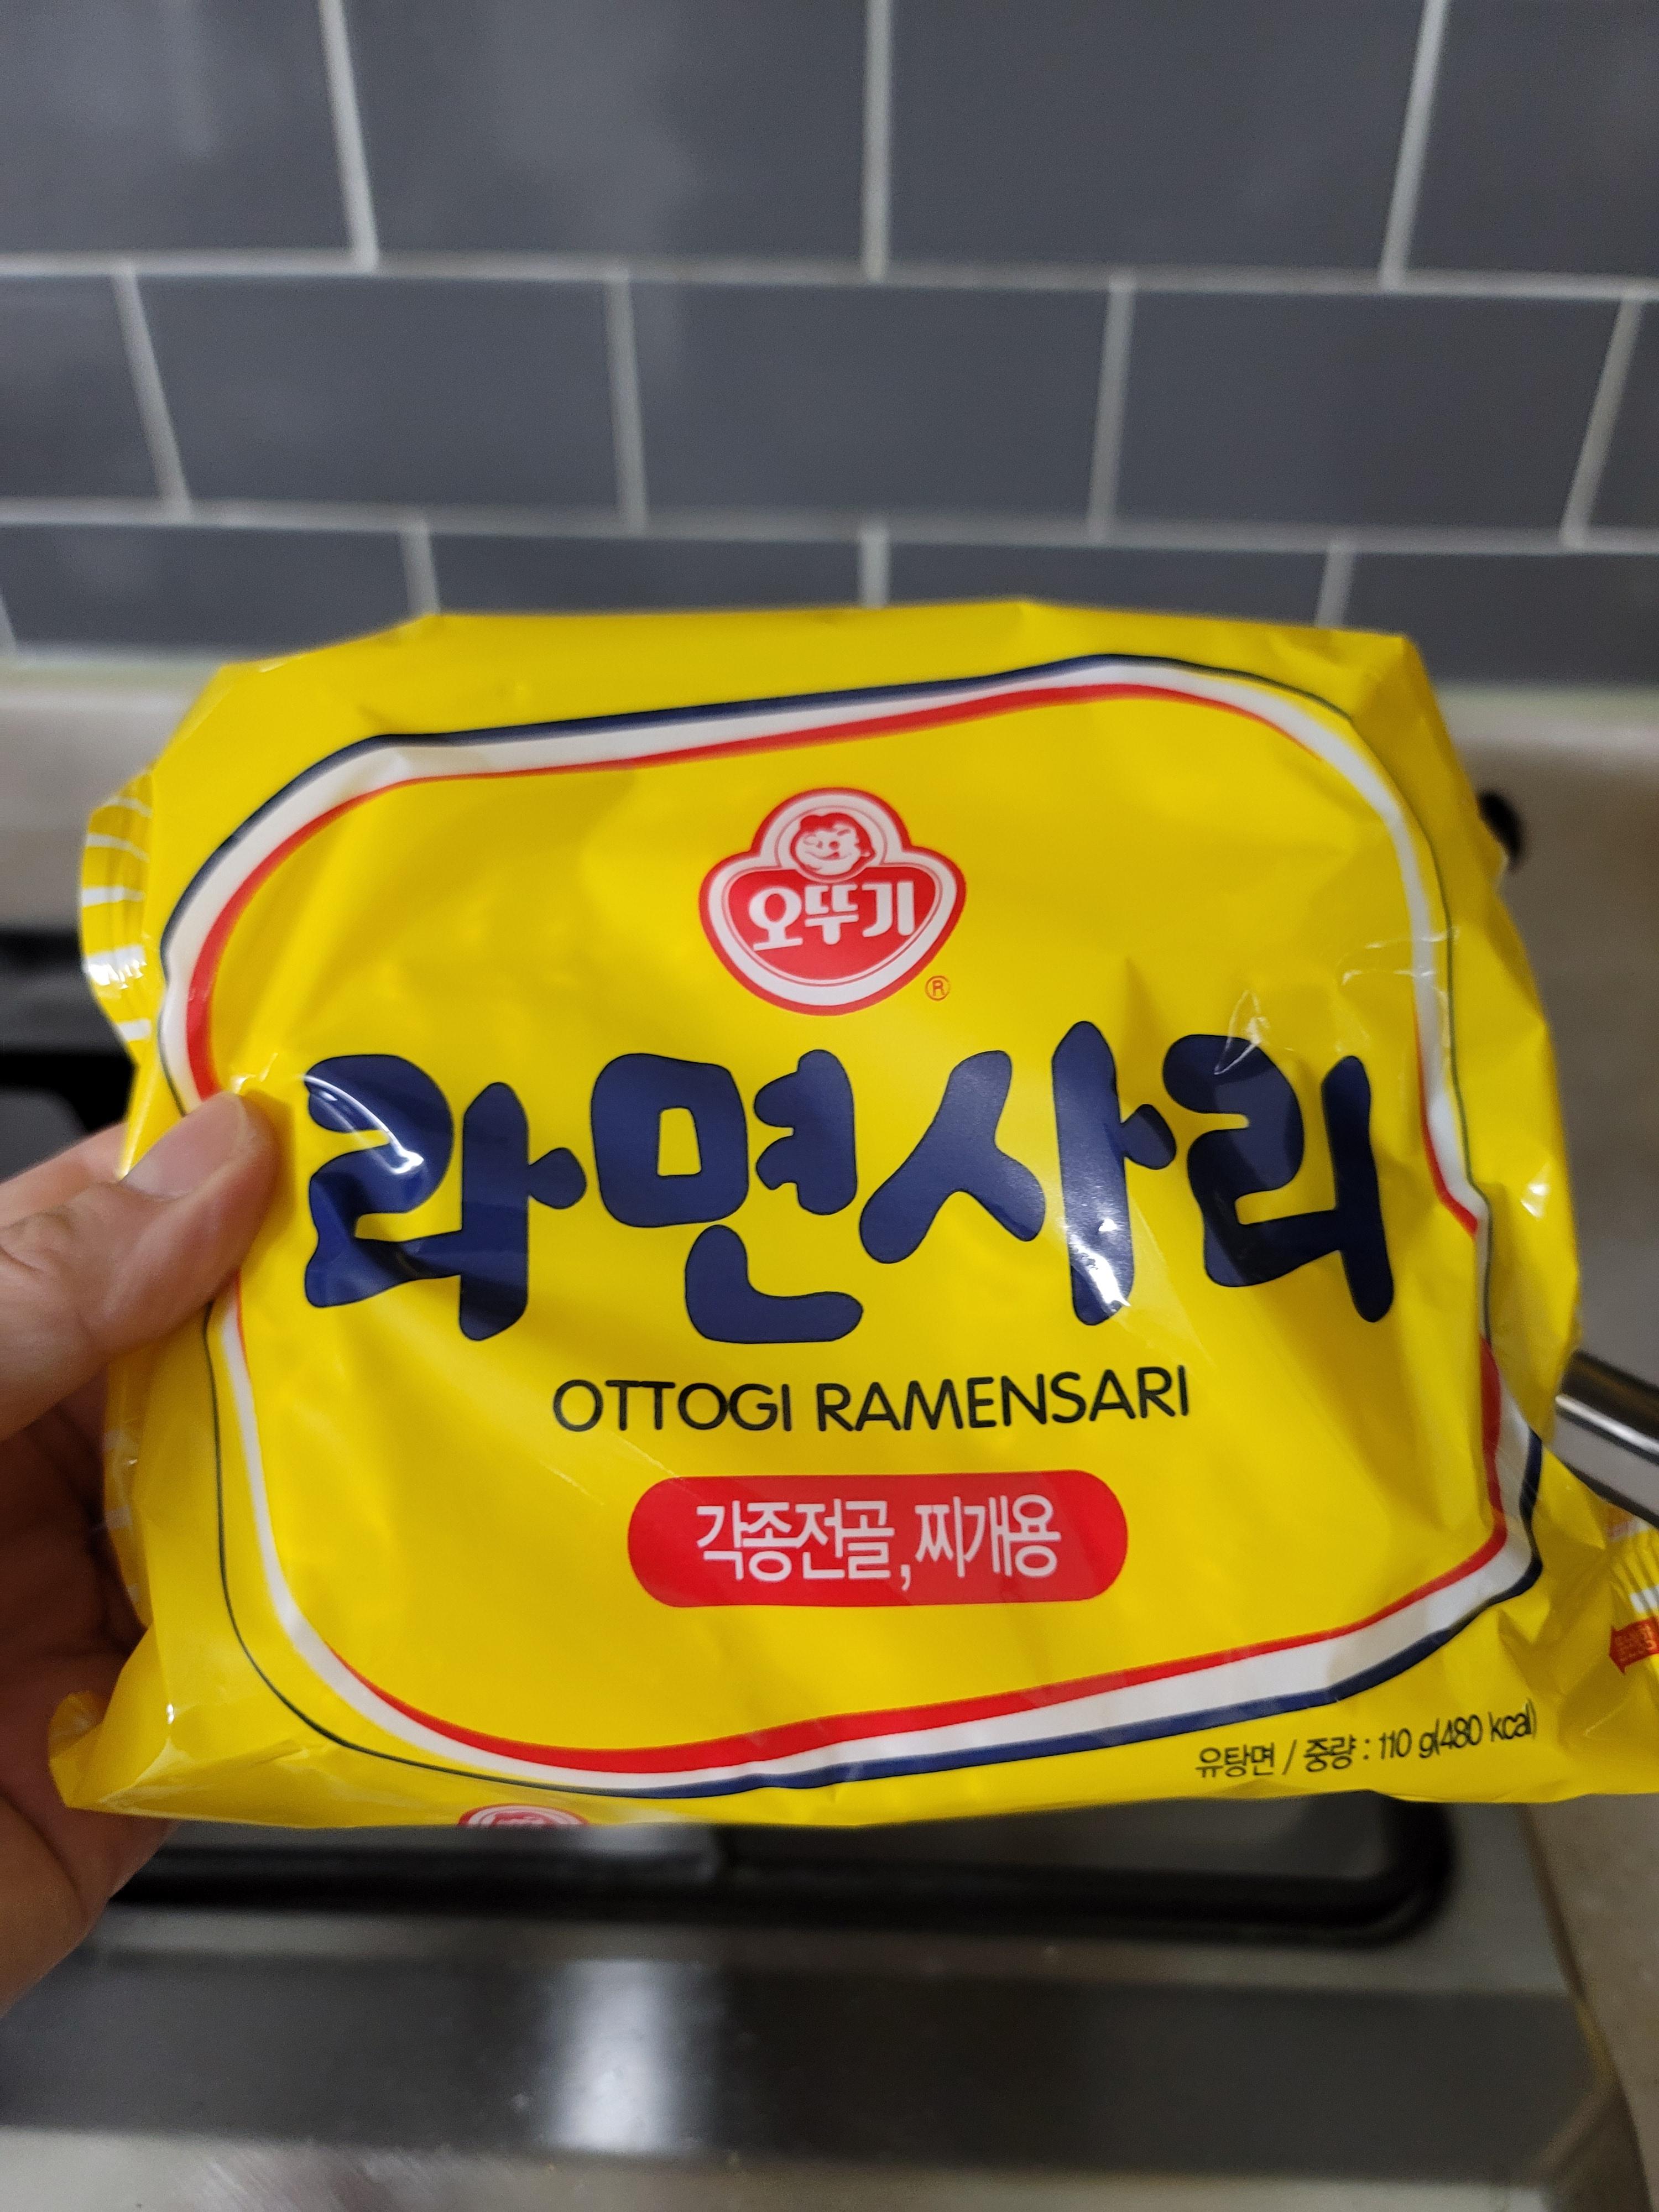 오뚜기
®
라면사리
OTTOGI RAMENSARI
각종전골, 찌개용
유탕면 / 중량 : 110 g(480 kcal)